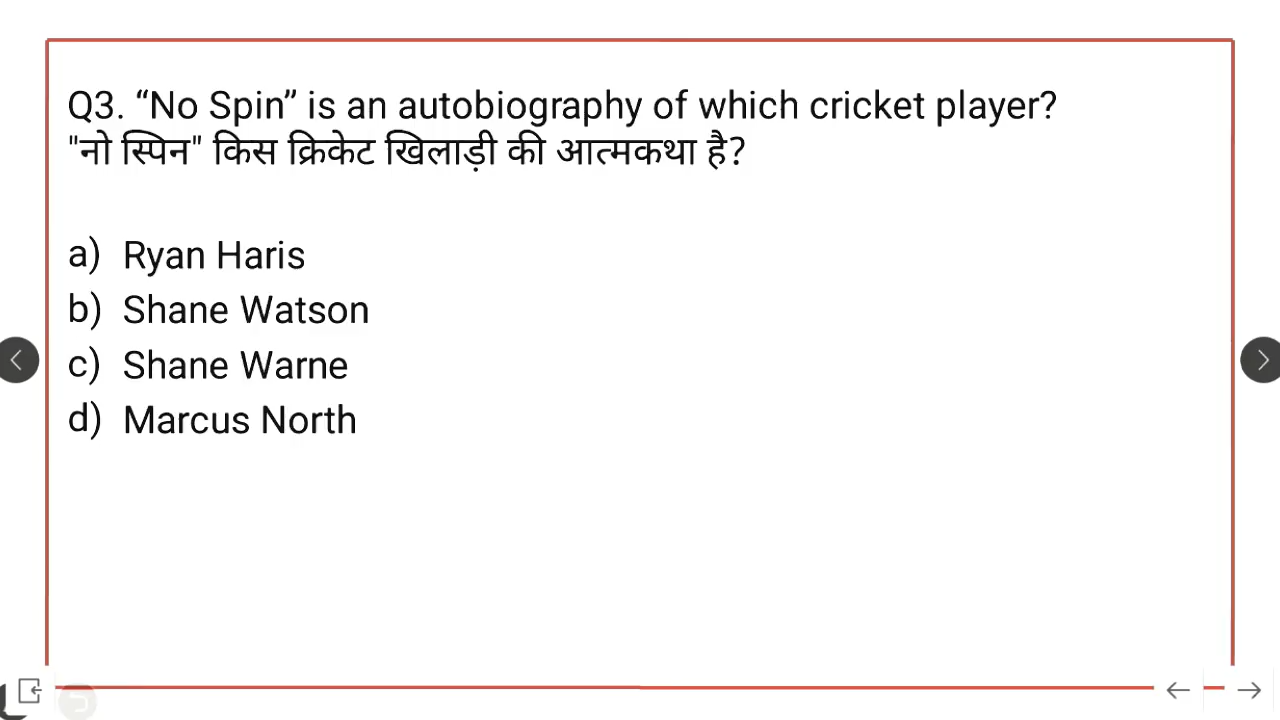 Q3. “No Spin” is an autobiography of which cricket player?
"नो स्पिन" किस क्रिकेट खिलाड़ी की आत्मकथा है?
a) Ryan Haris
b) Shane Watson
c) Shane Warne
d) Marcus North